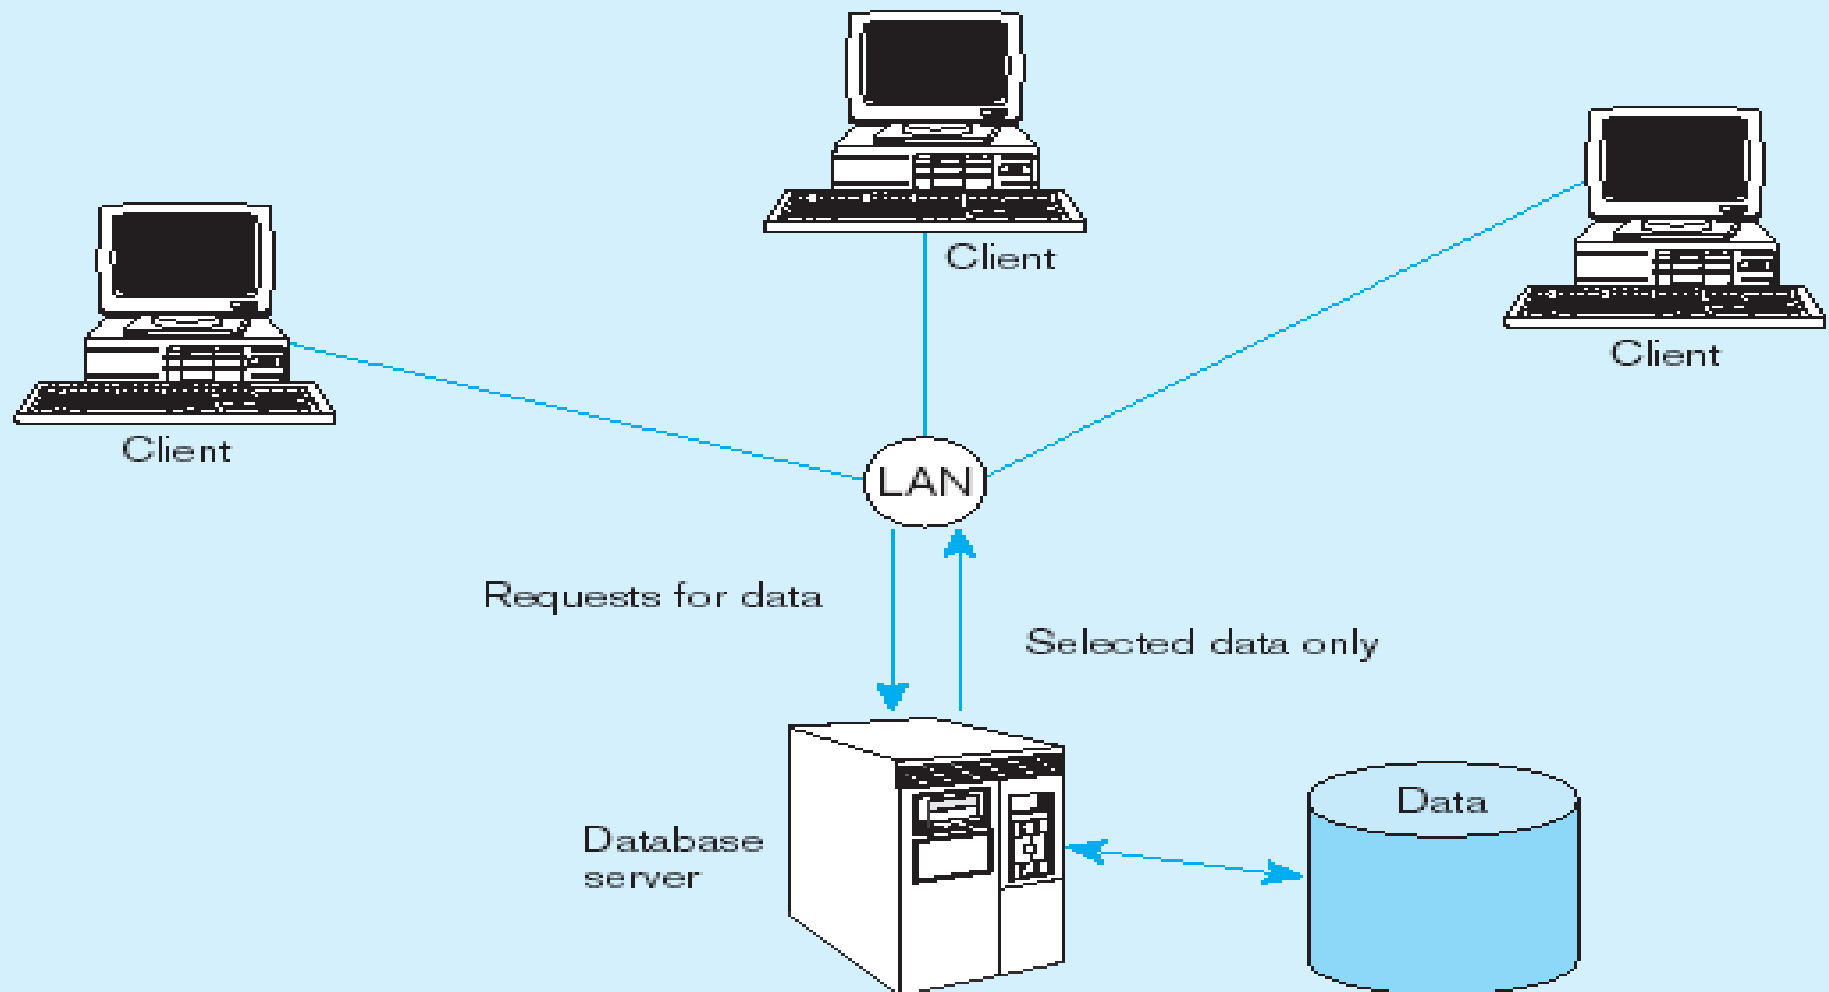 Client
Client
Client
LAN
Requests for data
Selected data only
Data
Database
server